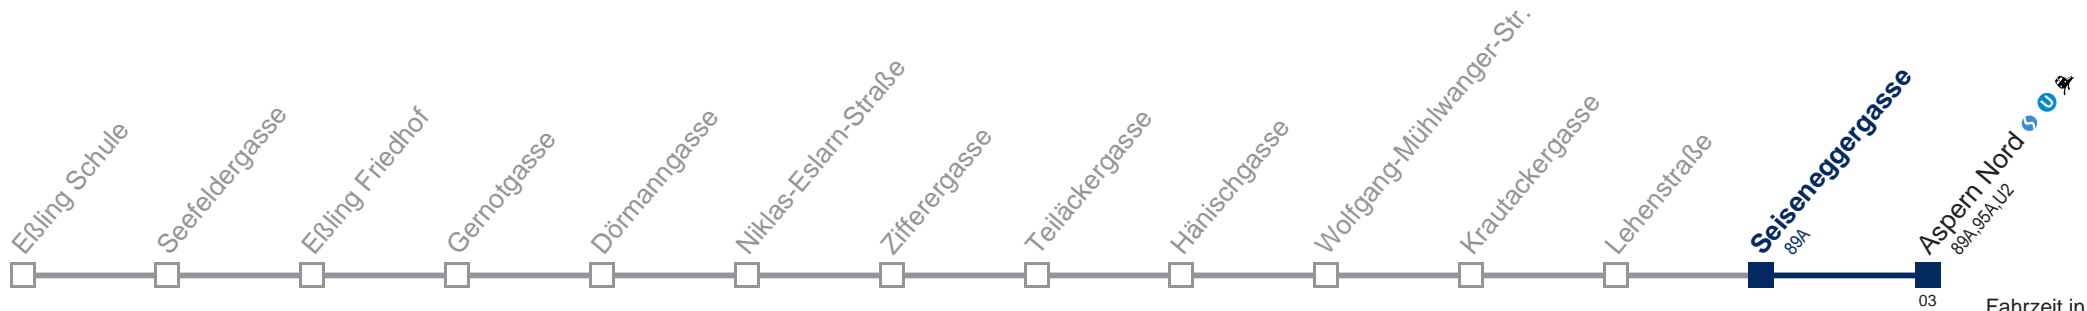 Eßling Schule
Seefeldergasse
Eßling Friedhof
Gernotgasse
Dörmanngasse
Niklas-Eslarn-Straße
Zifferergasse
Teiläckergasse
Hänischgasse
Wolfgang-Mühlwanger-Str.
Krautackergasse
Lehenstraße
Seiseneggergasse
89A
Aspern Nord S U
89A,95A,U2
03
Fahrzeit in